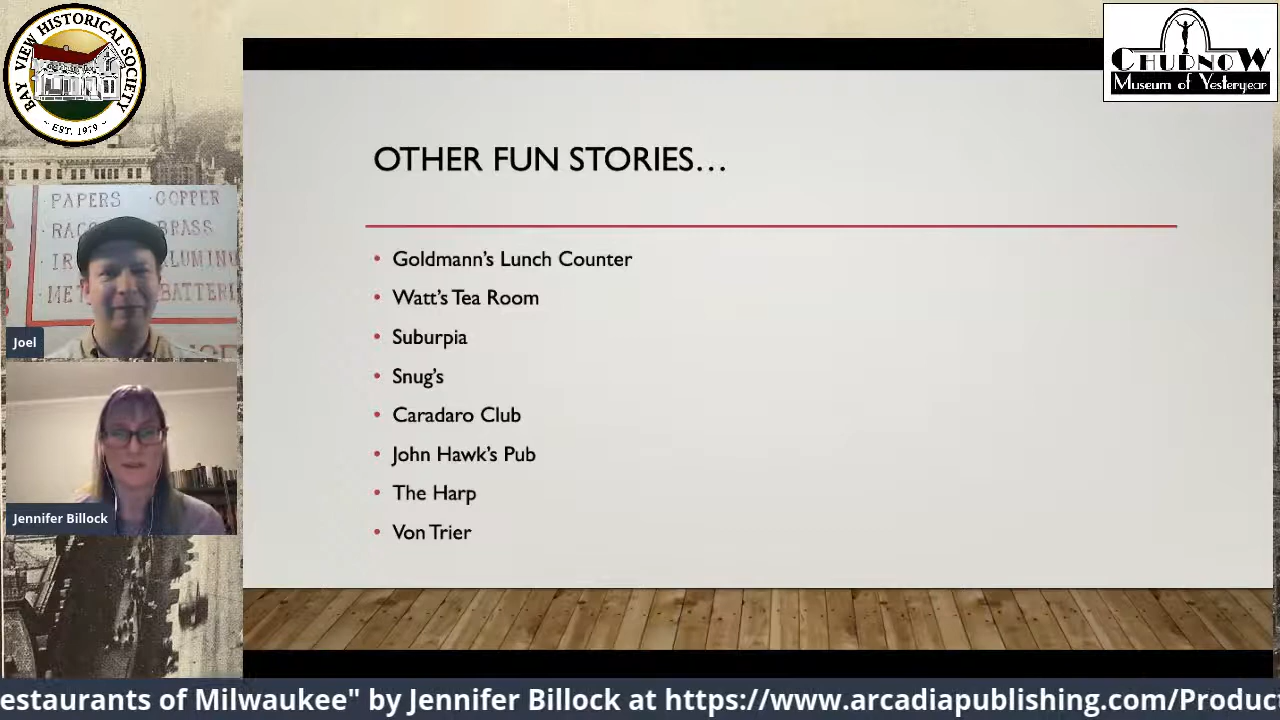 BAY VIEW HISTORICAL SOCIETY
~ EST. 1979 ~
CHUDNOW
Museum of Yesteryear
OTHER FUN STORIES…
• Goldmann's Lunch Counter
• Watt's Tea Room
• Suburpia
• Snug's
• Caradaro Club
• John Hawk's Pub
• The Harp
• Von Trier
· PAPERS · COPPER
BRASS
Joel
Jennifer Billock
estaurants of Milwaukee" by Jennifer Billock at https://www.arcadiapublishing.com/Produc